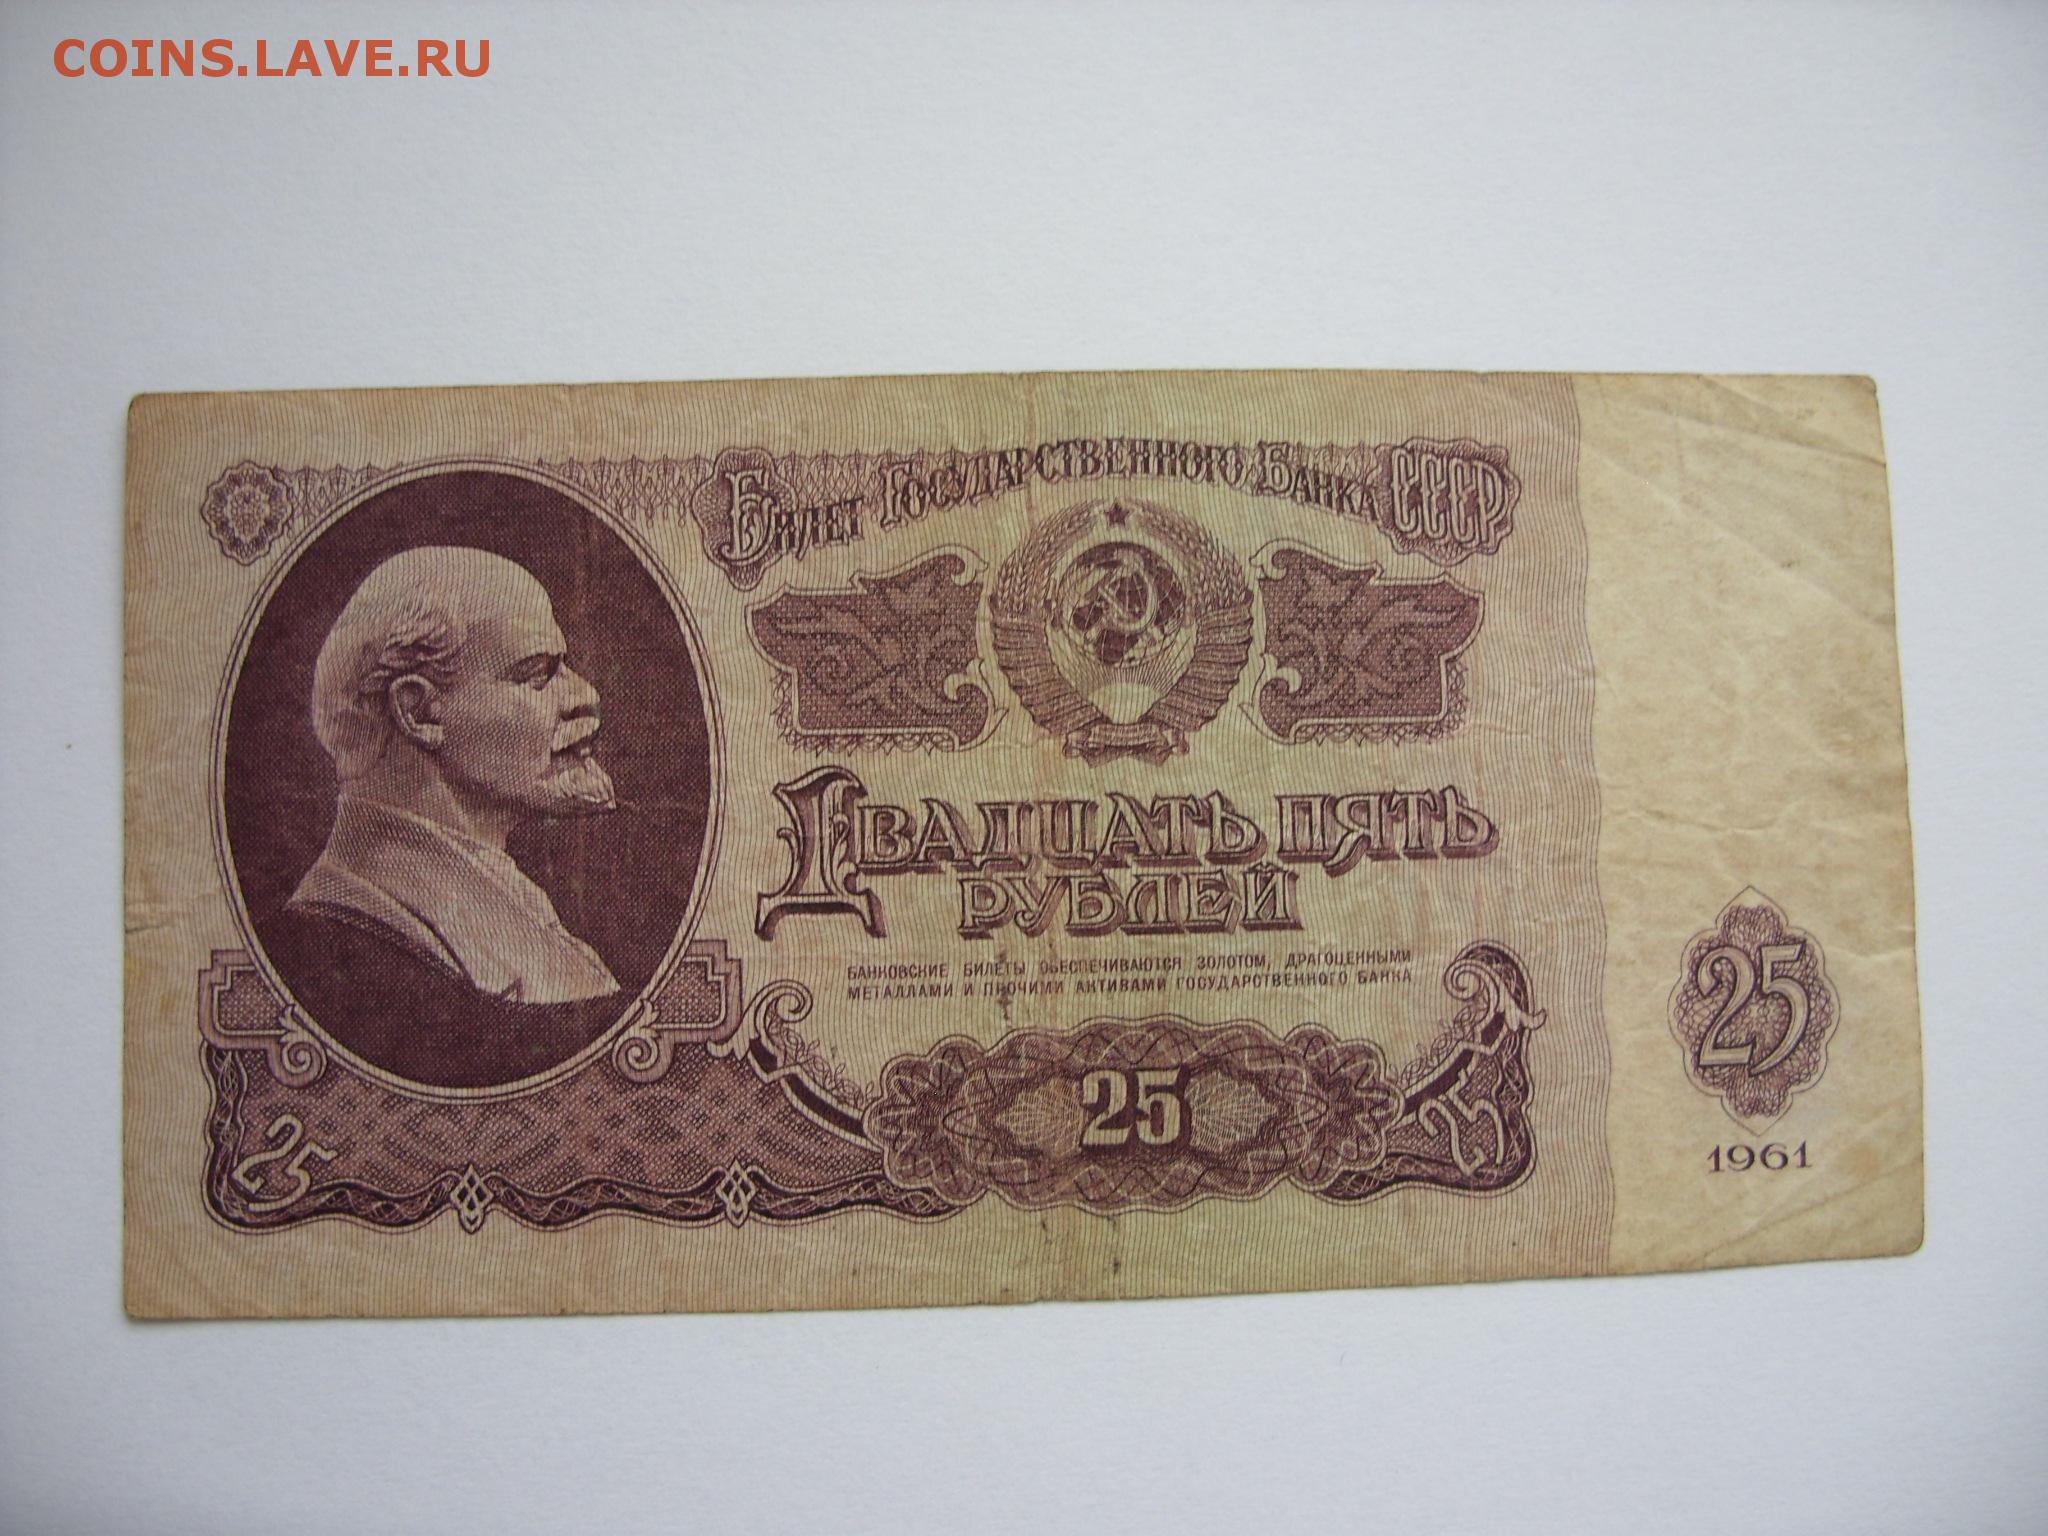 COINS.LAVE.RU
Билет Государственного Банка СССР
Двадцать пять
рублей
БАНКОВСКИЕ БИЛЕТЫ ОБЕСПЕЧИВАЮТСЯ ЗОЛОТОМ, ДРАГОЦЕННЫМИ
МЕТАЛЛАМИ И ПРОЧИМИ АКТИВАМИ ГОСУДАРСТВЕННОГО БАНКА
25
25
25
25
1961